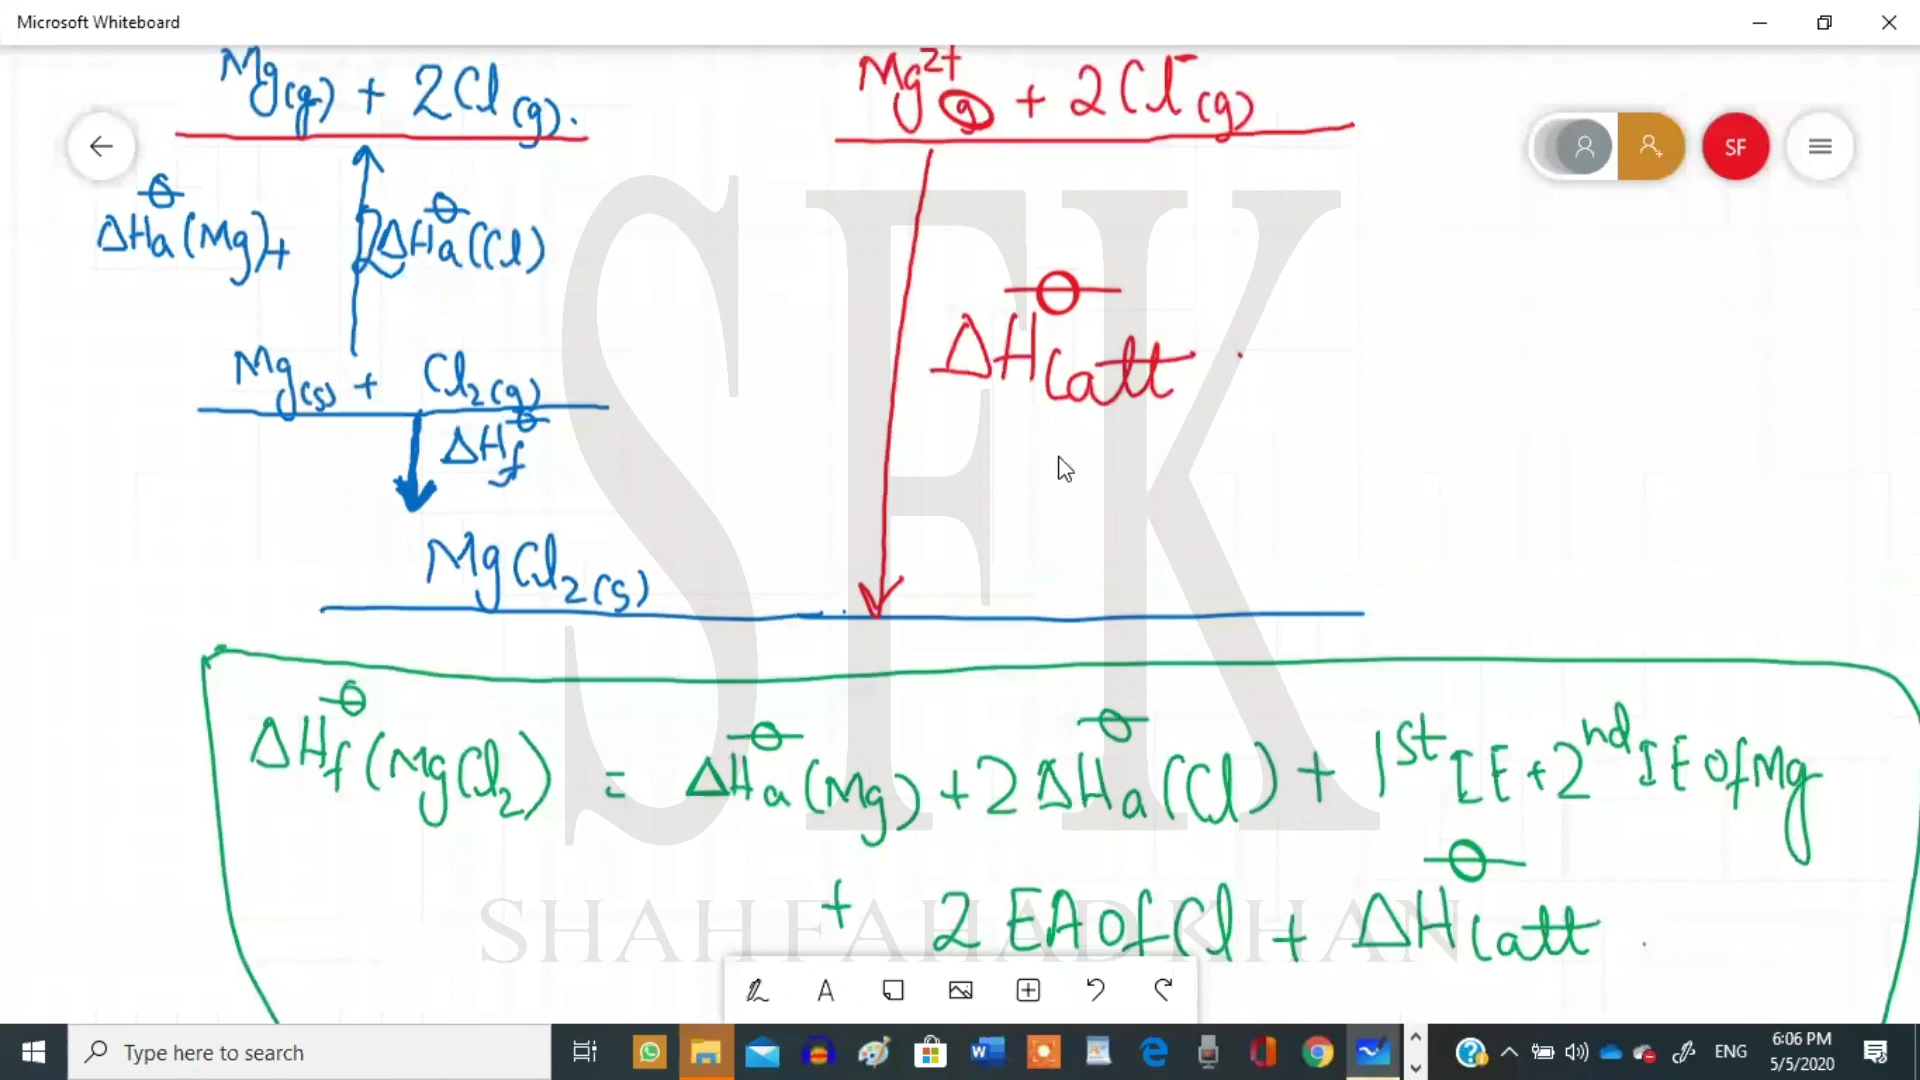 Microsoft Whiteboard
Mg(g) + 2Cl(g).
Mg²⁺(g) + 2Cl⁻(g)
SF
ΔHa⦵(Mg)+ 2ΔHa⦵(Cl)
ΔHLatt⦵
Mg(s) + Cl₂(g)
ΔHf⦵
MgCl₂(s)
SFK
ΔHf⦵(MgCl₂) = ΔHa⦵(Mg) + 2ΔHa⦵(Cl) + 1st IE + 2nd IE Of Mg
+ 2 EA Of Cl + ΔHLatt⦵.
SHAH FAHAD KHAN
Type here to search
ENG
6:06 PM
5/5/2020